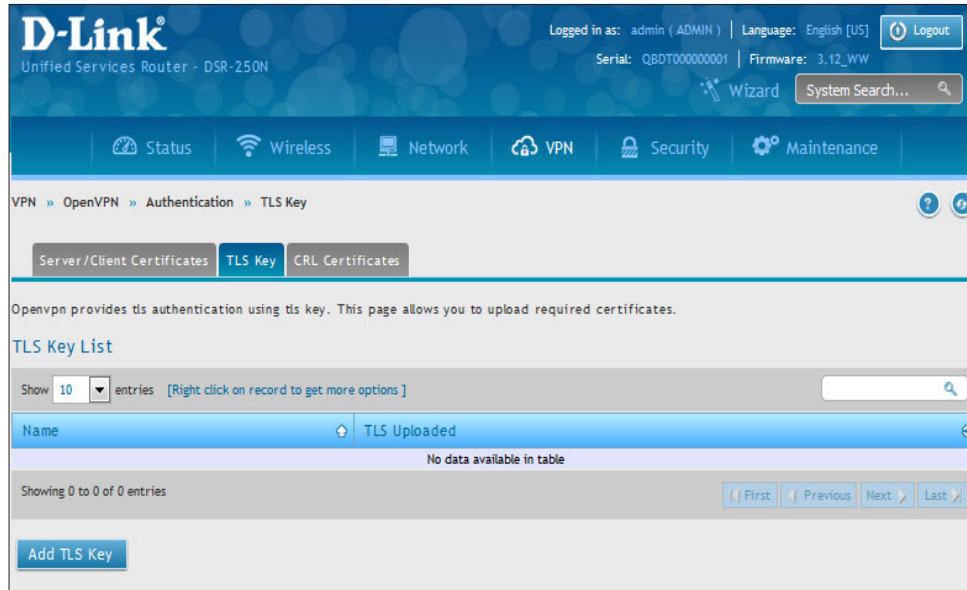 D-Link
Logged in as: admin ( ADMIN ) | Language: English [US] Logout
Unified Services Router - DSR-250N
Serial: QBDT000000001 | Firmware: 3.12_WW
Wizard System Search...
Status Wireless Network VPN Security Maintenance
VPN » OpenVPN » Authentication » TLS Key
Server/Client Certificates TLS Key CRL Certificates
Openvpn provides tls authentication using tls key. This page allows you to upload required certificates.
TLS Key List
Show 10 entries [Right click on record to get more options ]
Name TLS Uploaded
No data available in table
Showing 0 to 0 of 0 entries
First Previous Next Last
Add TLS Key